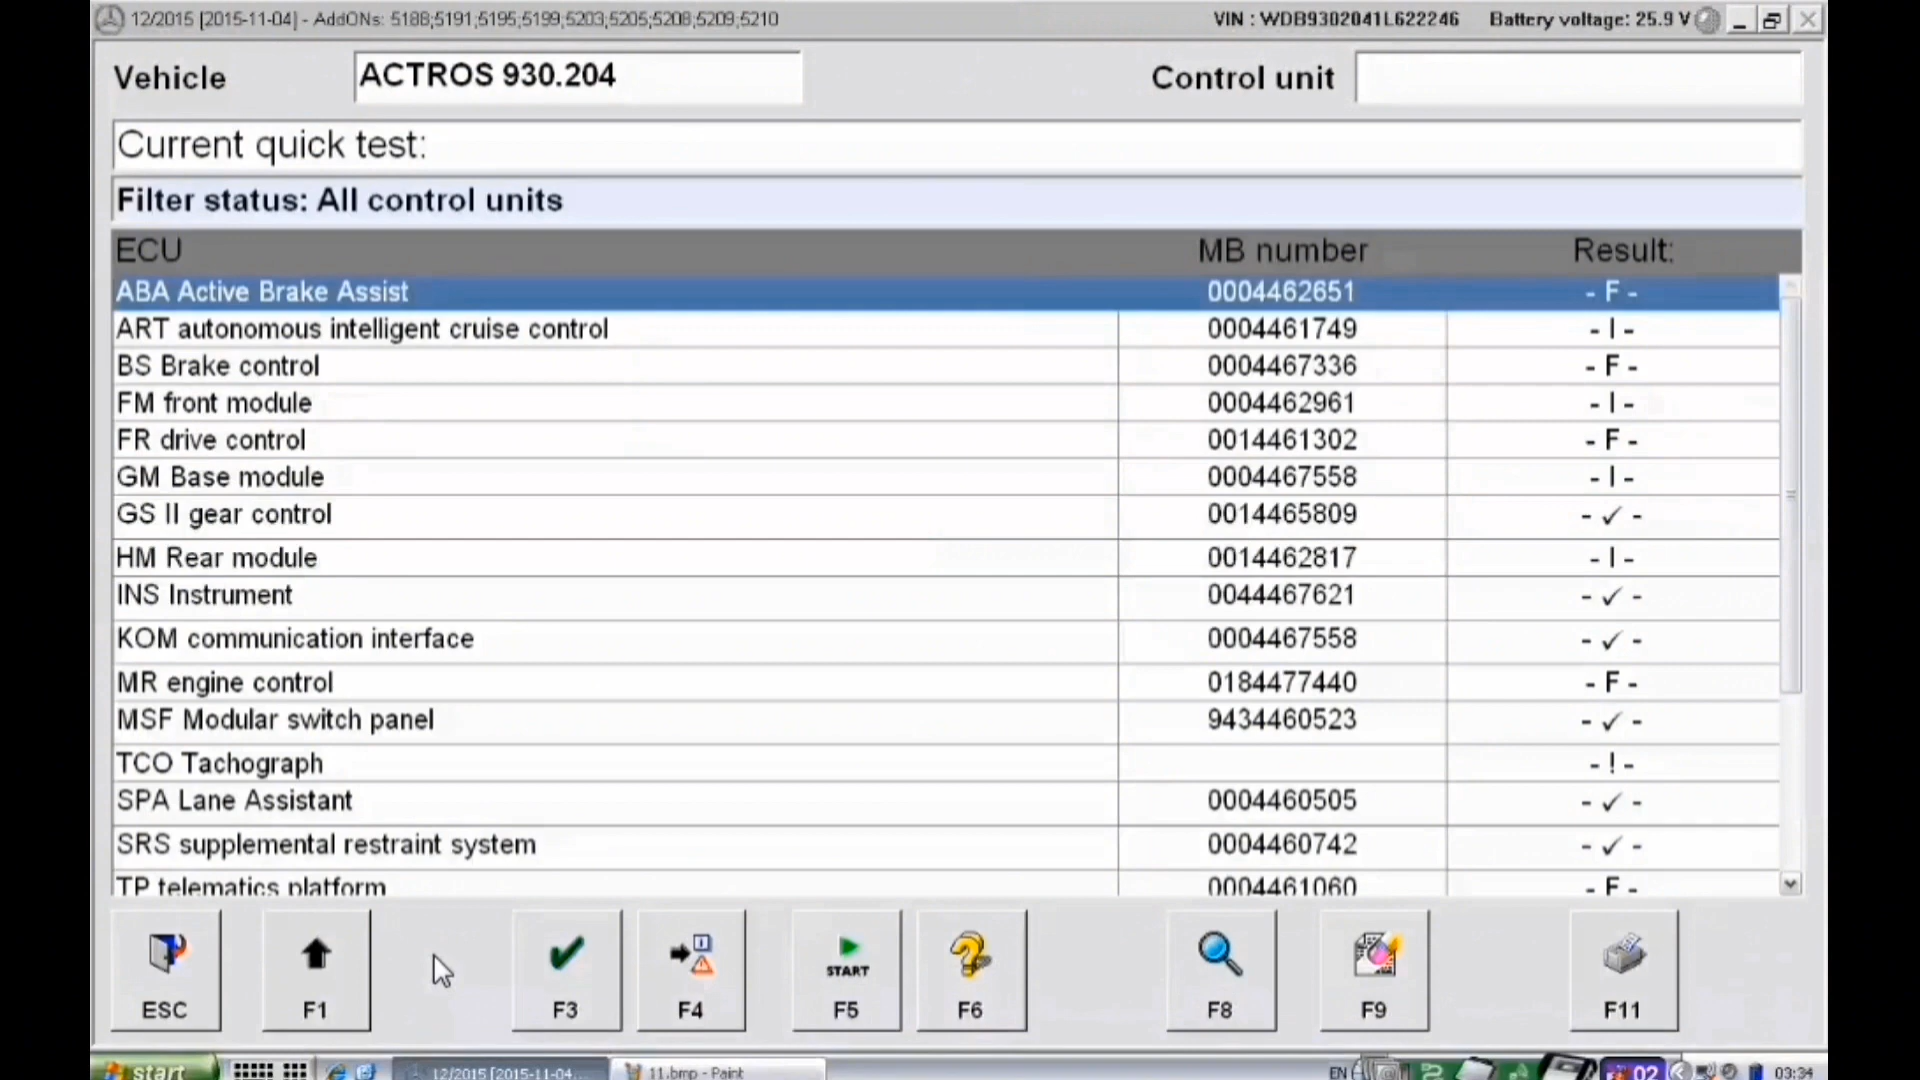 12/2015 [2015-11-04] - AddONs: 5188;5191;5195;5199;5203;5205;5208;5209;5210 VIN : WDB9302041L622246 Battery voltage: 25.9 V
Vehicle ACTROS 930.204 Control unit
Current quick test:
Filter status: All control units
ECU MB number Result:
ABA Active Brake Assist 0004462651 - F -
ART autonomous intelligent cruise control 0004461749 - I -
BS Brake control 0004467336 - F -
FM front module 0004462961 - I -
FR drive control 0014461302 - F -
GM Base module 0004467558 - I -
GS II gear control 0014465809 - ✓ -
HM Rear module 0014462817 - I -
INS Instrument 0044467621 - ✓ -
KOM communication interface 0004467558 - ✓ -
MR engine control 0184477440 - F -
MSF Modular switch panel 9434460523 - ✓ -
TCO Tachograph - ! -
SPA Lane Assistant 0004460505 - ✓ -
SRS supplemental restraint system 0004460742 - ✓ -
TP telematics platform 0004461060 - F -
START
ESC F1 F3 F4 F5 F6 F8 F9 F11
start 12/2015 [2015-11-04... 11.bmp - Paint EN 02 03:34